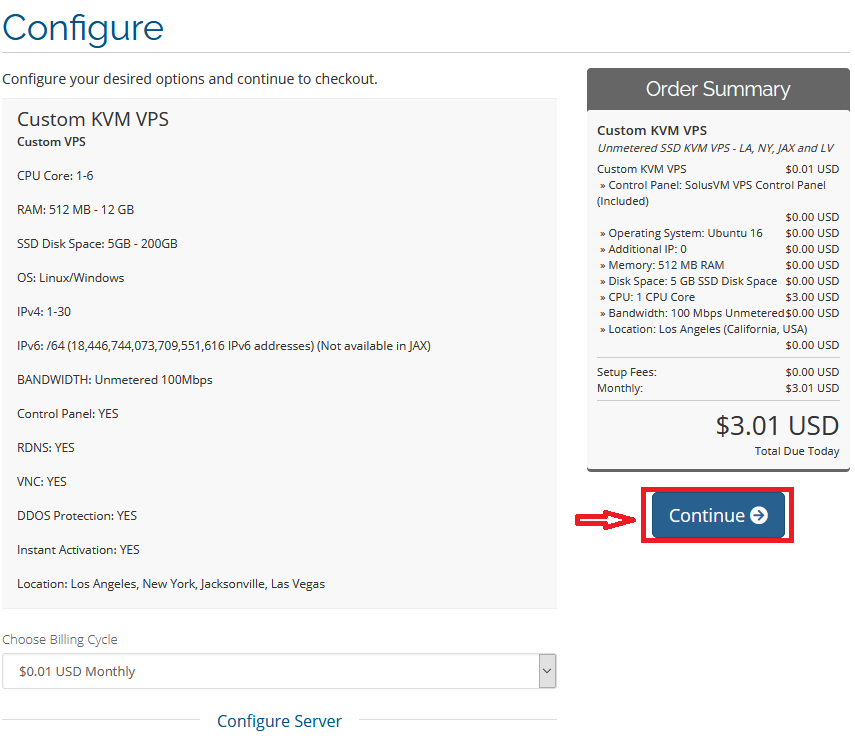 Configure
Configure your desired options and continue to checkout.
Custom KVM VPS
Custom VPS
CPU Core: 1-6
RAM: 512 MB - 12 GB
SSD Disk Space: 5GB - 200GB
OS: Linux/Windows
IPv4: 1-30
IPv6: /64 (18,446,744,073,709,551,616 IPv6 addresses) (Not available in JAX)
BANDWIDTH: Unmetered 100Mbps
Control Panel: YES
RDNS: YES
VNC: YES
DDOS Protection: YES
Instant Activation: YES
Location: Los Angeles, New York, Jacksonville, Las Vegas
Choose Billing Cycle
$0.01 USD Monthly
Configure Server
Order Summary
Custom KVM VPS
Unmetered SSD KVM VPS - LA, NY, JAX and LV
Custom KVM VPS $0.01 USD
» Control Panel: SolusVM VPS Control Panel
(Included)
$0.00 USD
» Operating System: Ubuntu 16 $0.00 USD
» Additional IP: 0 $0.00 USD
» Memory: 512 MB RAM $0.00 USD
» Disk Space: 5 GB SSD Disk Space $0.00 USD
» CPU: 1 CPU Core $3.00 USD
» Bandwidth: 100 Mbps Unmetered $0.00 USD
» Location: Los Angeles (California, USA)
$0.00 USD
Setup Fees: $0.00 USD
Monthly: $3.01 USD
$3.01 USD
Total Due Today
Continue